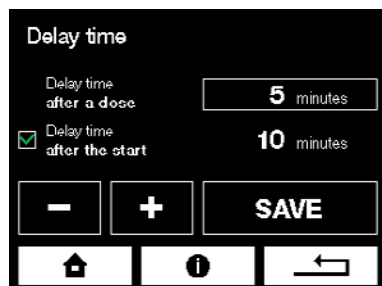 Delay time
Delay time
after a dose
5 minutes
Delay time
after the start
10 minutes
− + SAVE
i